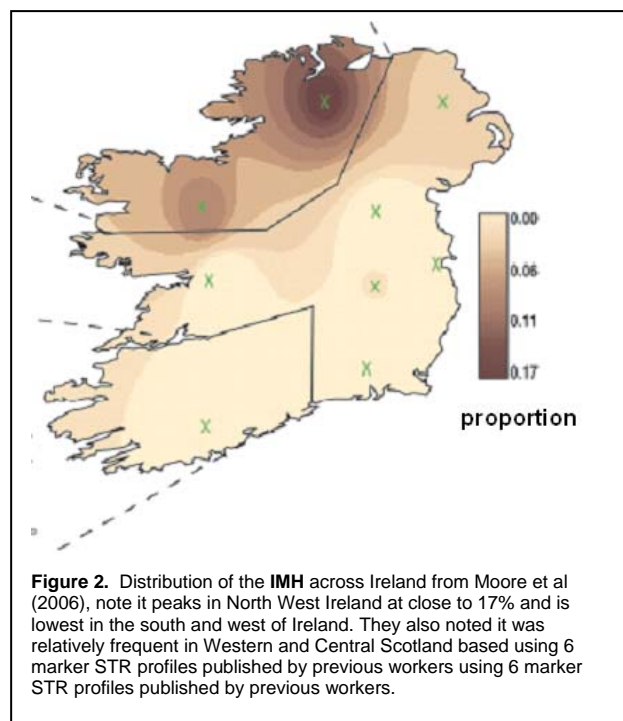 0.00
0.06
0.11
0.17
proportion
Figure 2. Distribution of the IMH across Ireland from Moore et al
(2006), note it peaks in North West Ireland at close to 17% and is
lowest in the south and west of Ireland. They also noted it was
relatively frequent in Western and Central Scotland based using 6
marker STR profiles published by previous workers using 6 marker
STR profiles published by previous workers.